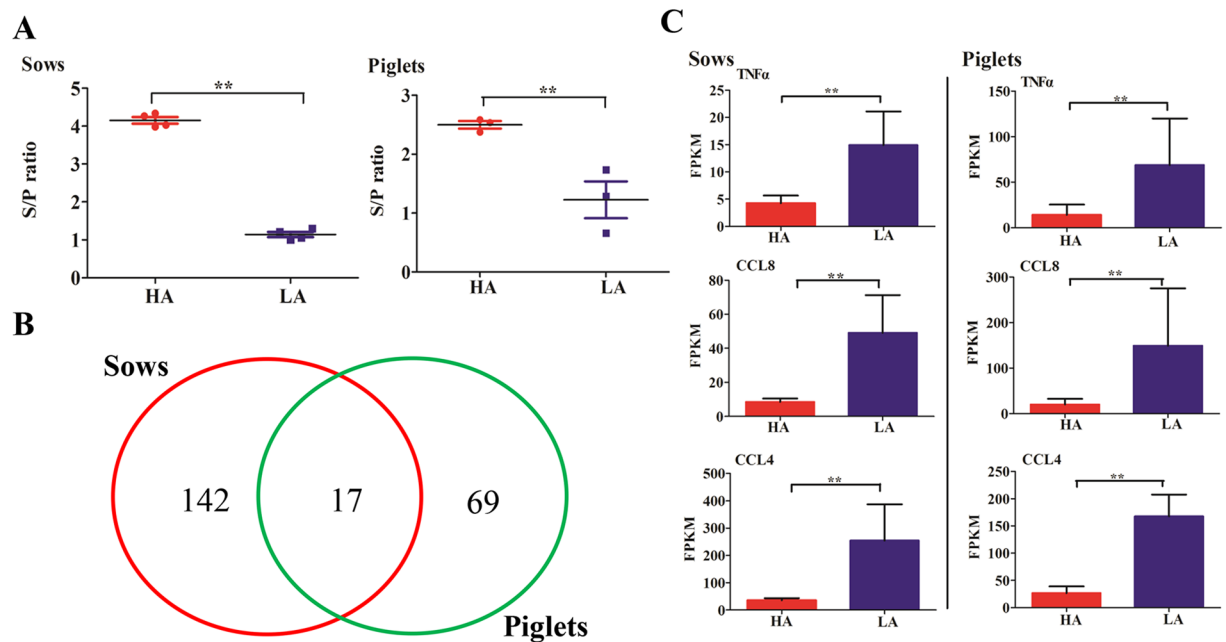 A
Sows
**
5
4
3
2
1
0
S/P ratio
HA
LA
Piglets
**
3
2
1
0
S/P ratio
HA
LA
B
Sows
142
17
69
Piglets
C
Sows
TNFα
**
25
20
15
10
5
0
FPKM
HA
LA
CCL8
**
80
60
40
20
0
FPKM
HA
LA
CCL4
**
500
400
300
200
100
0
FPKM
HA
LA
Piglets
TNFα
**
150
100
50
0
FPKM
HA
LA
CCL8
**
300
200
100
0
FPKM
HA
LA
CCL4
**
250
200
150
100
50
0
FPKM
HA
LA